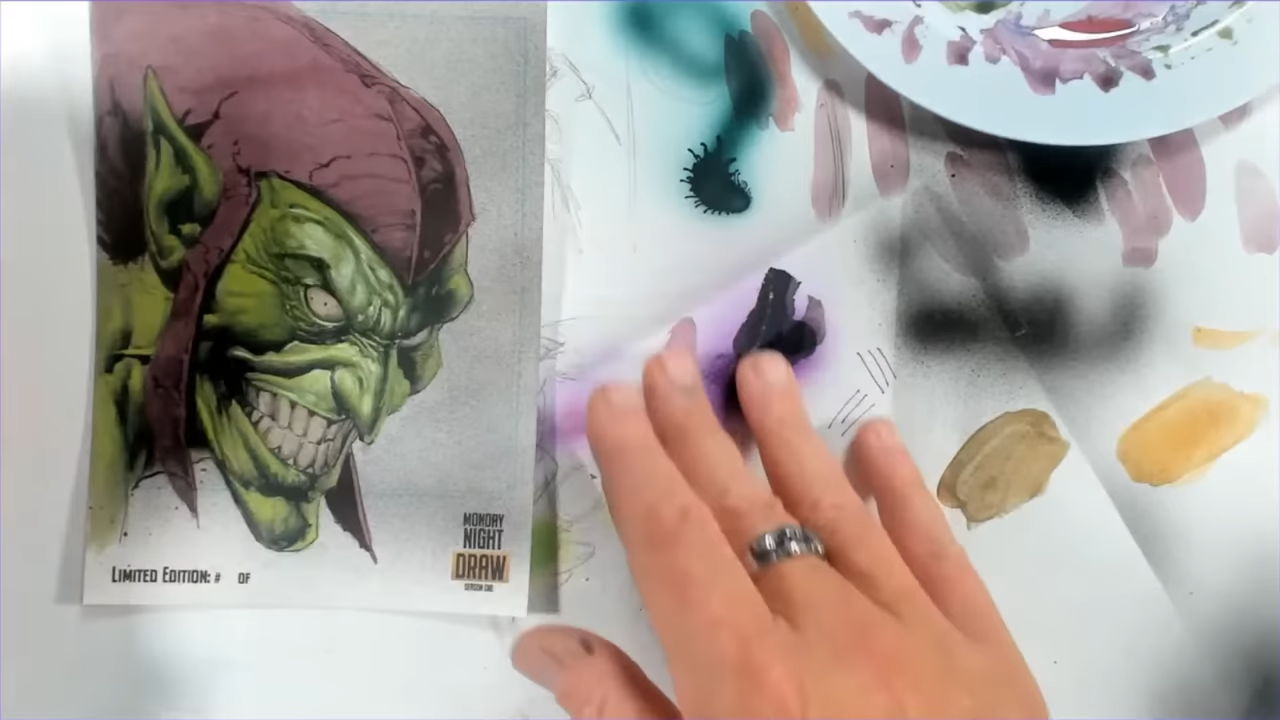 LIMITED EDITION: # OF
MONDAY
NIGHT
DRAW
SEASON ONE